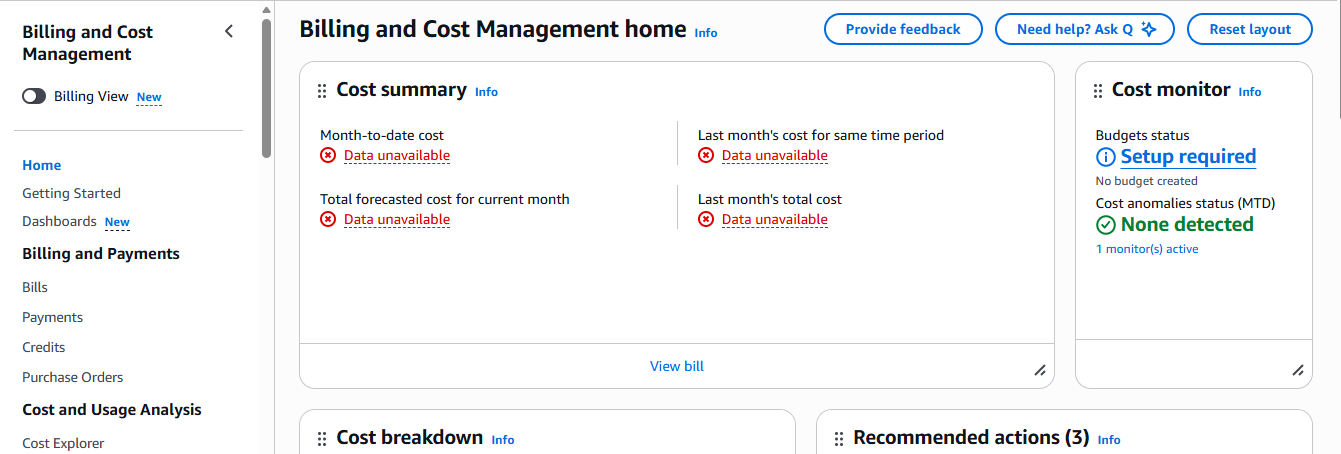 Billing and Cost
Management
Billing View New
Home
Getting Started
Dashboards New
Billing and Payments
Bills
Payments
Credits
Purchase Orders
Cost and Usage Analysis
Cost Explorer
Billing and Cost Management home Info
Provide feedback
Need help? Ask Q
Reset layout
Cost summary Info
Month-to-date cost
Data unavailable
Last month's cost for same time period
Data unavailable
Total forecasted cost for current month
Data unavailable
Last month's total cost
Data unavailable
View bill
Cost monitor Info
Budgets status
Setup required
No budget created
Cost anomalies status (MTD)
None detected
1 monitor(s) active
Cost breakdown Info
Recommended actions (3) Info